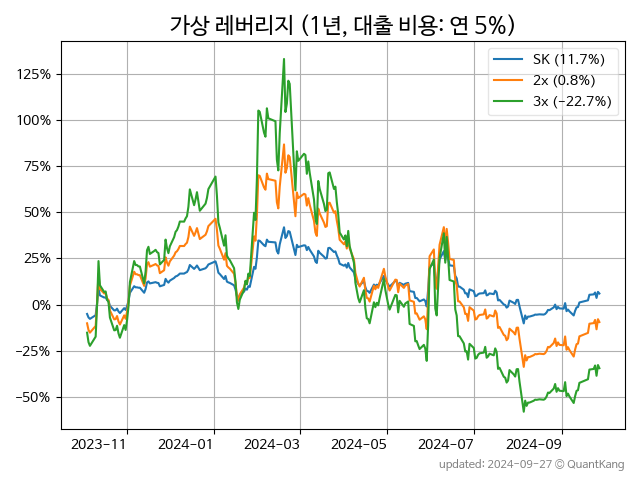 가상 레버리지 (1년, 대출 비용: 연 5%)
SK (11.7%)
2x (0.8%)
3x (−22.7%)
125%
100%
75%
50%
25%
0%
−25%
−50%
2023-11
2024-01
2024-03
2024-05
2024-07
2024-09
updated: 2024-09-27 © QuantKang